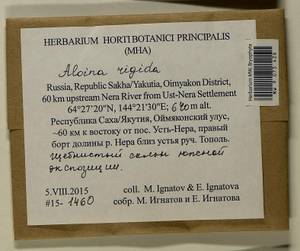 HERBARIUM HORTI BOTANICI PRINCIPALIS
(MHA)
Aloina rigida
Russia, Republic Sakha/Yakutia, Oimyakon District,
60 km upstream Nera River from Ust-Nera Settlement
64°27'20"N, 144°21'30"E; 680 m alt.
Республика Саха/Якутия, Оймяконский улус,
~60 км к востоку от пос. Усть-Нера, правый
борт долины р. Нера близ устья руч. Тополь.
Щебнистый склон южной
экспозиции.
5.VIII.2015 coll. M. Ignatov & E. Ignatova
#15- 1460 собр. М. Игнатов и Е. Игнатова
Herbarium MW, Bryophyta